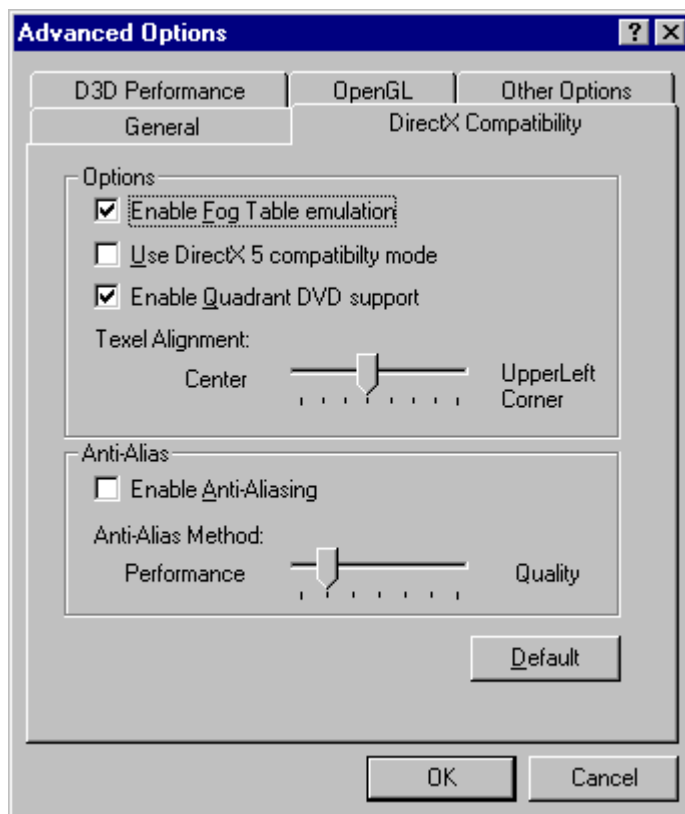 Advanced Options
D3D Performance
OpenGL
Other Options
General
DirectX Compatibility
Options
Enable Fog Table emulation
Use DirectX 5 compatibilty mode
Enable Quadrant DVD support
Texel Alignment:
Center
UpperLeft
Corner
Anti-Alias
Enable Anti-Aliasing
Anti-Alias Method:
Performance
Quality
Default
OK
Cancel